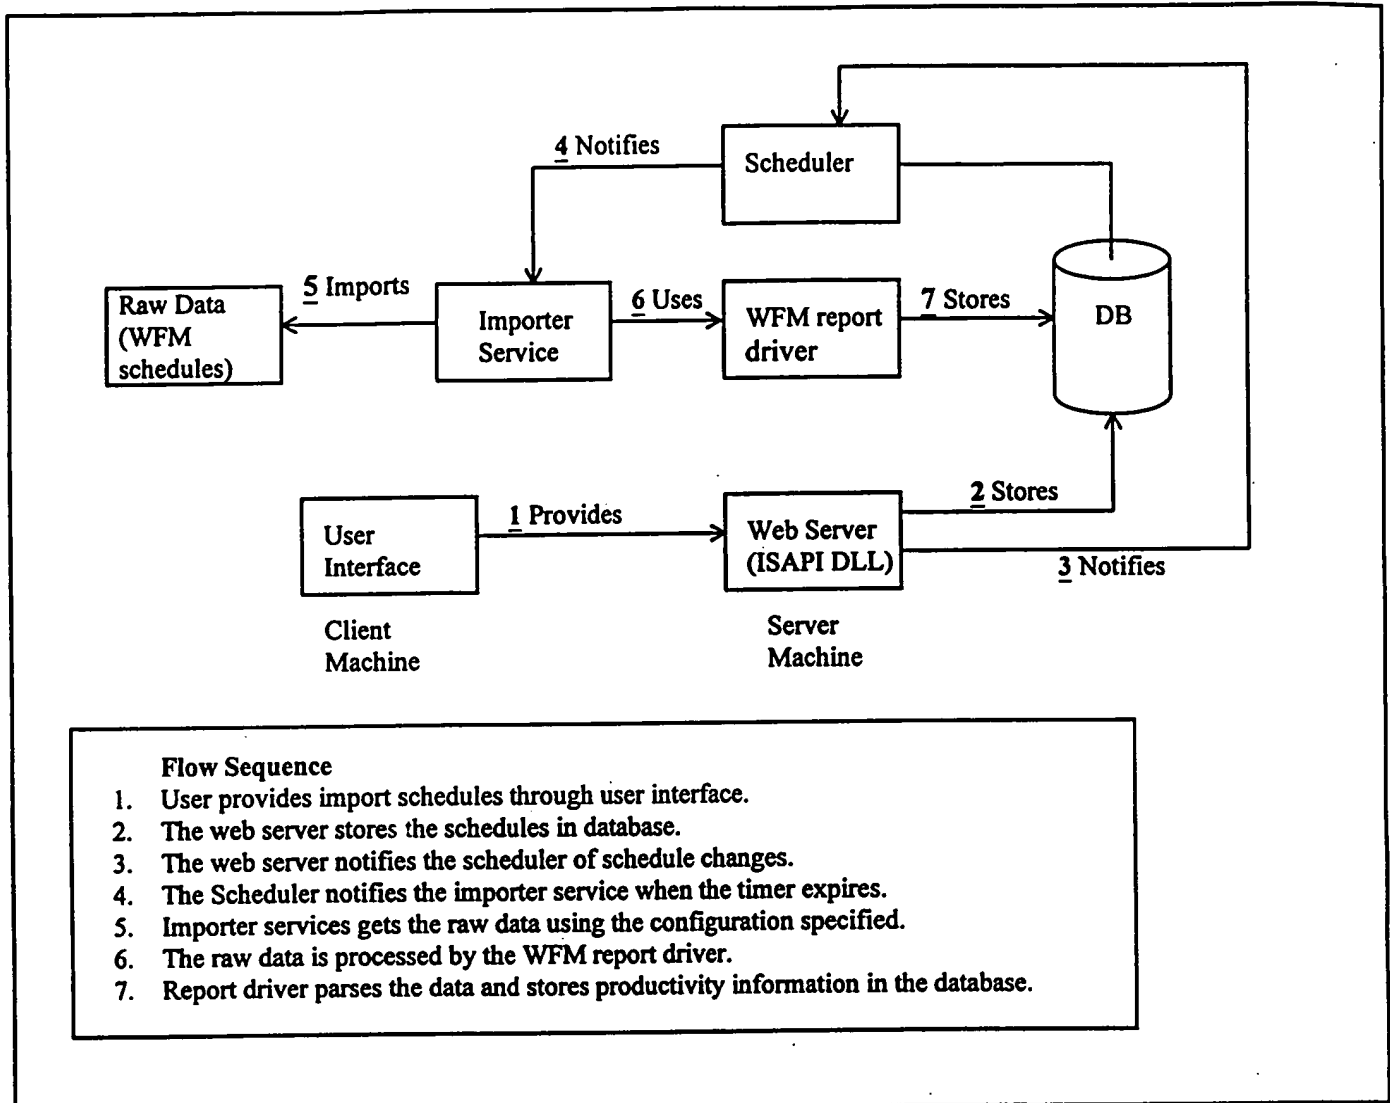 4 Notifies
Scheduler
5 Imports
Raw Data
(WFM
schedules)
Importer
Service
6 Uses
WFM report
driver
7 Stores
DB
User
Interface
1 Provides
Web Server
(ISAPI DLL)
2 Stores
3 Notifies
Client
Machine
Server
Machine
Flow Sequence
1. User provides import schedules through user interface.
2. The web server stores the schedules in database.
3. The web server notifies the scheduler of schedule changes.
4. The Scheduler notifies the importer service when the timer expires.
5. Importer services gets the raw data using the configuration specified.
6. The raw data is processed by the WFM report driver.
7. Report driver parses the data and stores productivity information in the database.